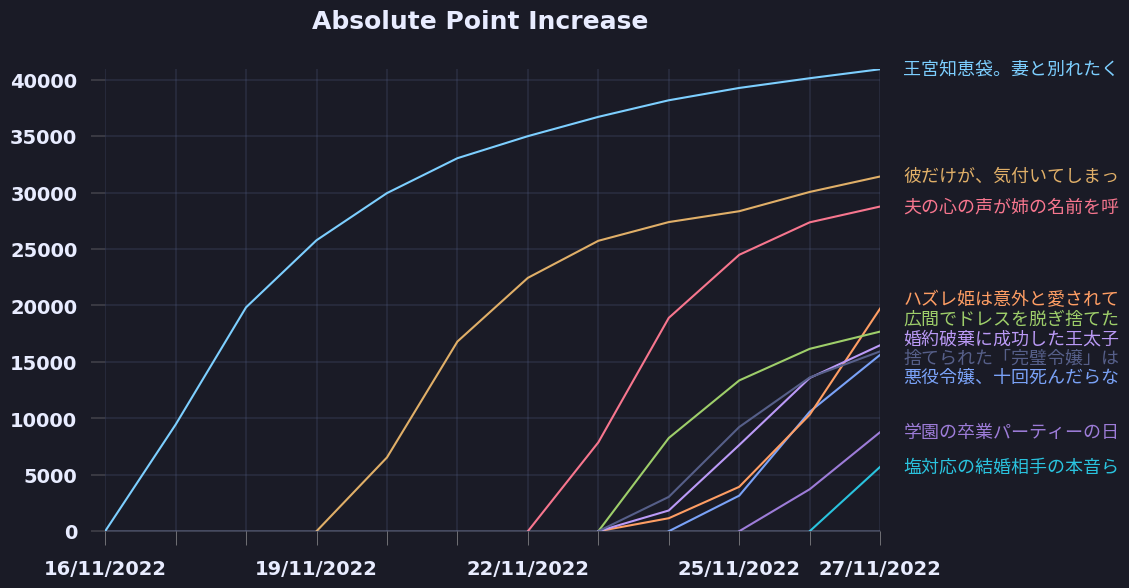 Absolute Point Increase
40000
35000
30000
25000
20000
15000
10000
5000
0
16/11/2022
19/11/2022
22/11/2022
25/11/2022
27/11/2022
王宮知恵袋。妻と別れたく
彼だけが、気付いてしまっ
夫の心の声が姉の名前を呼
ハズレ姫は意外と愛されて
広間でドレスを脱ぎ捨てた
婚約破棄に成功した王太子
捨てられた「完璧令嬢」は
悪役令嬢、十回死んだらな
学園の卒業パーティーの日
塩対応の結婚相手の本音ら